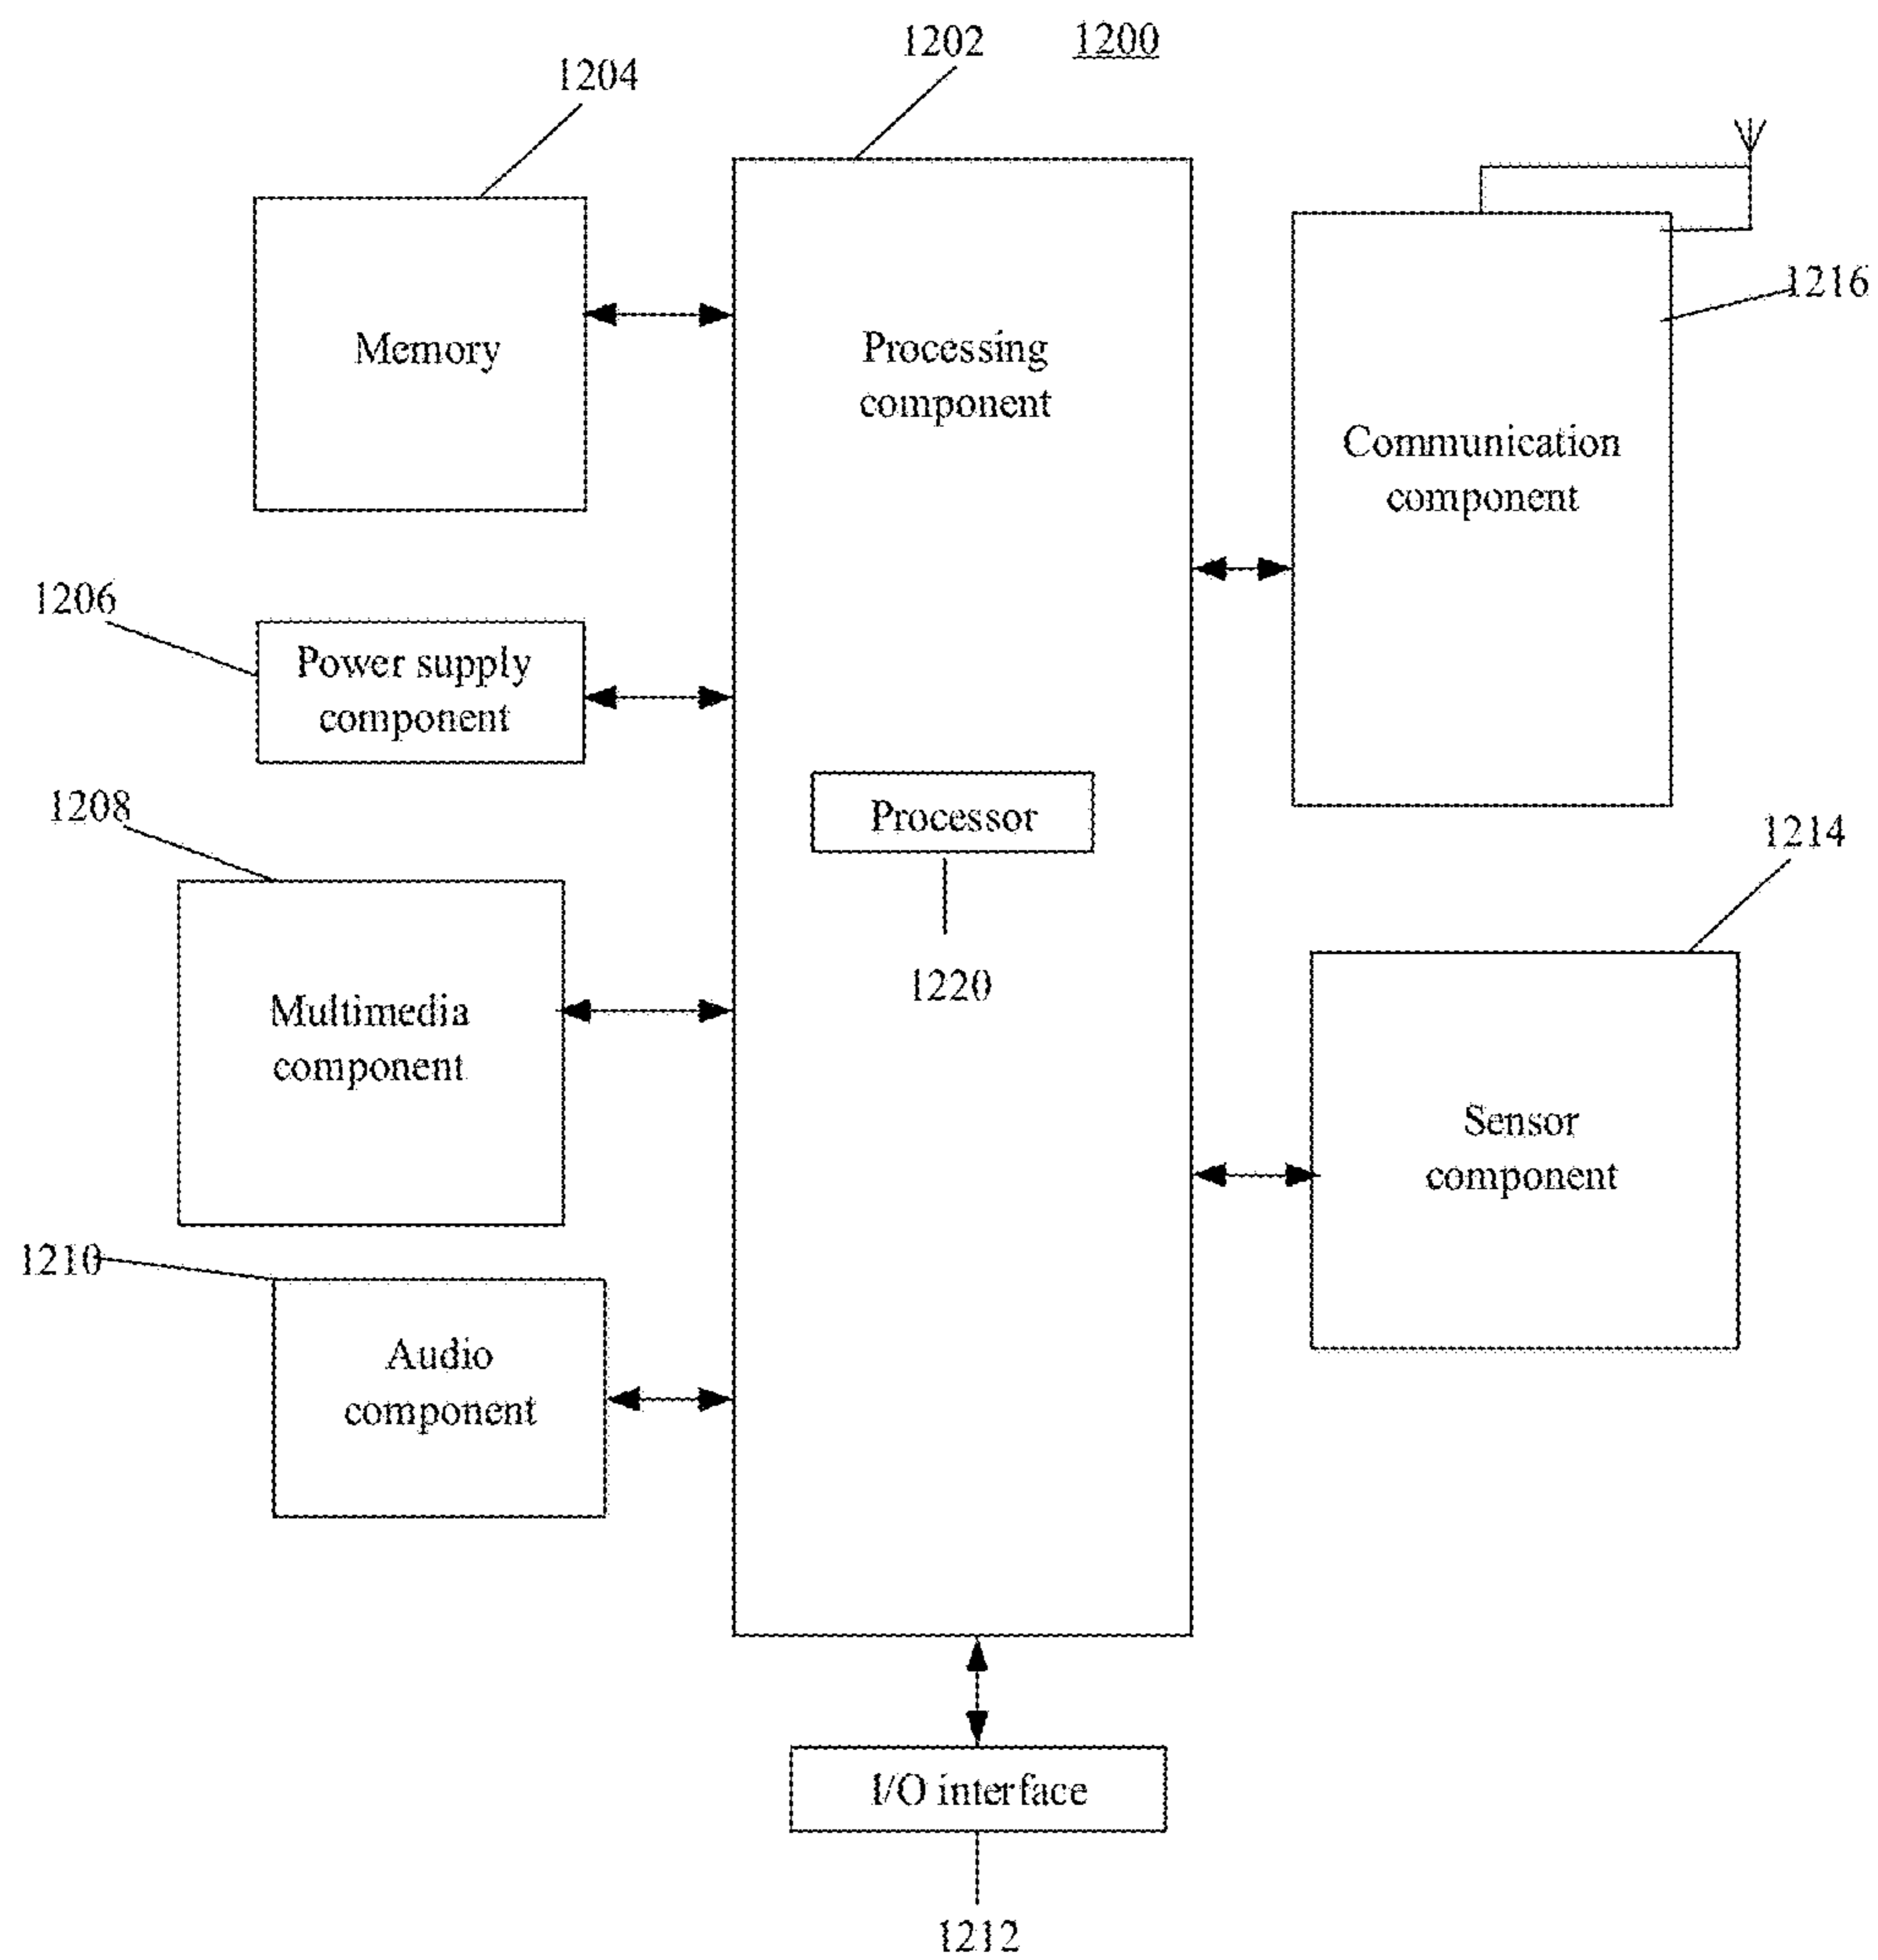 1202
1200
1204
1216
Memory
Processing
component
Communication
component
1206
Power supply
component
1208
Processor
1214
1220
Multimedia
component
Sensor
component
1210
Audio
component
I/O interface
1212